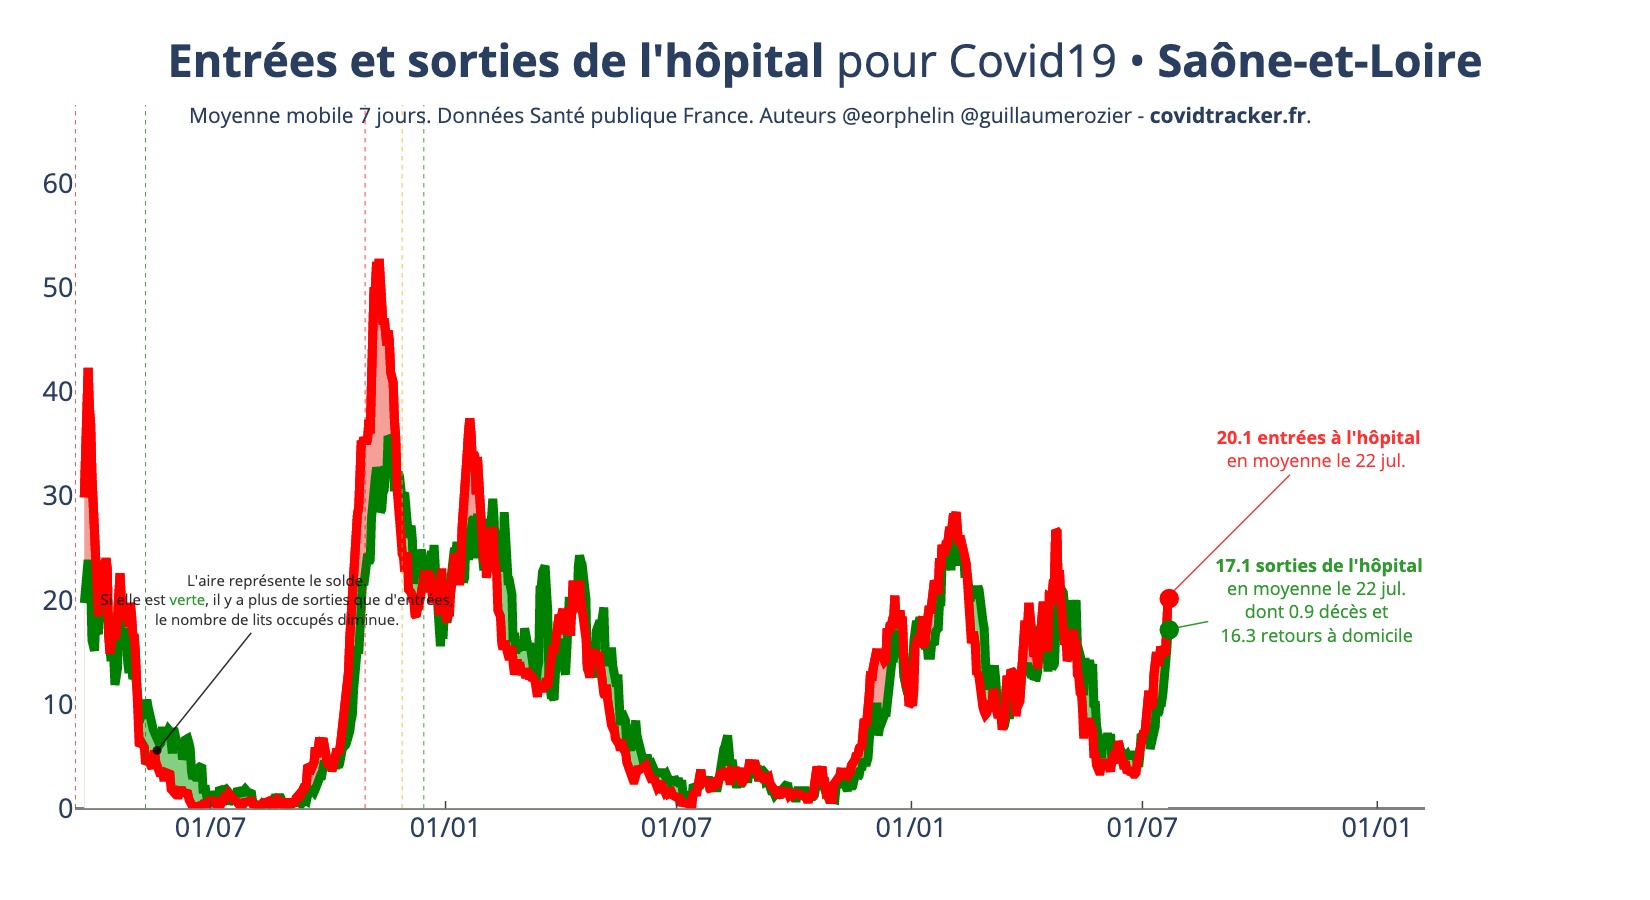 Entrées et sorties de l'hôpital pour Covid19 • Saône-et-Loire
Moyenne mobile 7 jours. Données Santé publique France. Auteurs @eorphelin @guillaumerozier - covidtracker.fr.
60
50
40
30
20
10
0
L'aire représente le solde.
Si elle est verte, il y a plus de sorties que d'entrées,
le nombre de lits occupés diminue.
20.1 entrées à l'hôpital
en moyenne le 22 jul.
17.1 sorties de l'hôpital
en moyenne le 22 jul.
dont 0.9 décès et
16.3 retours à domicile
01/07
01/01
01/07
01/01
01/07
01/01